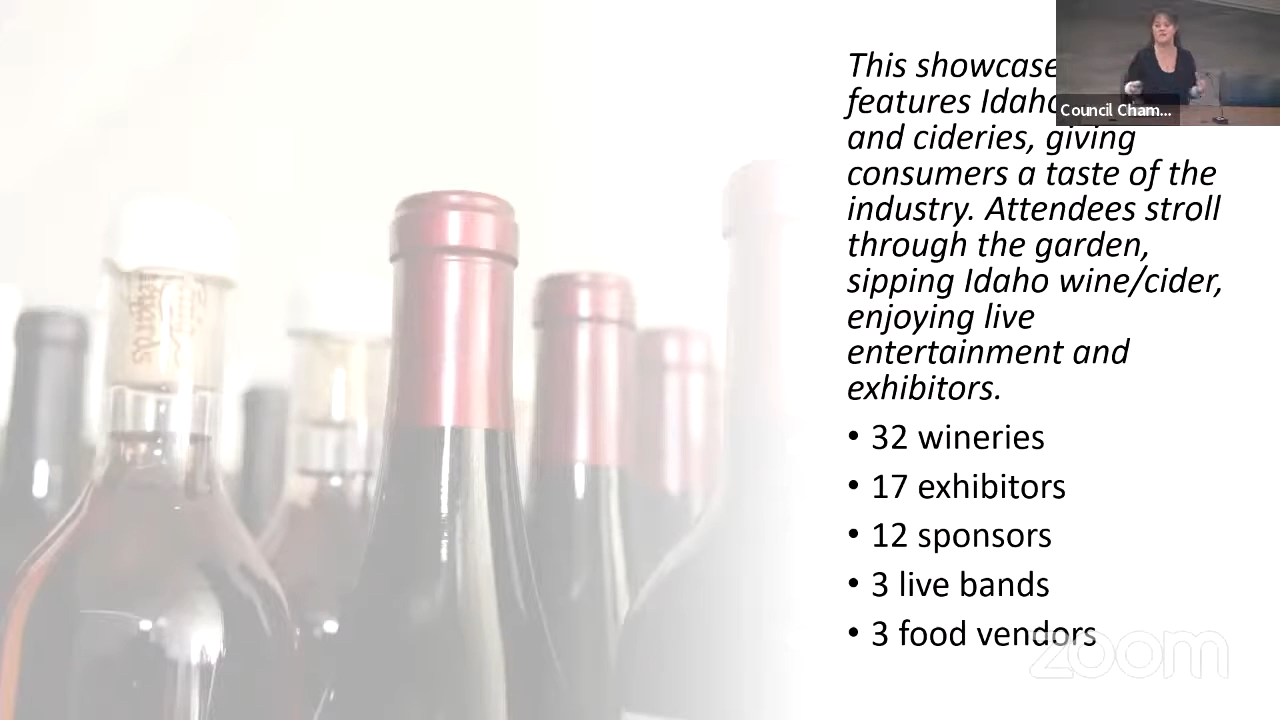 This showcase
features Idaho
and cideries, giving
consumers a taste of the
industry. Attendees stroll
through the garden,
sipping Idaho wine/cider,
enjoying live
entertainment and
exhibitors.
• 32 wineries
• 17 exhibitors
• 12 sponsors
• 3 live bands
• 3 food vendors
Council Cham...
zoom